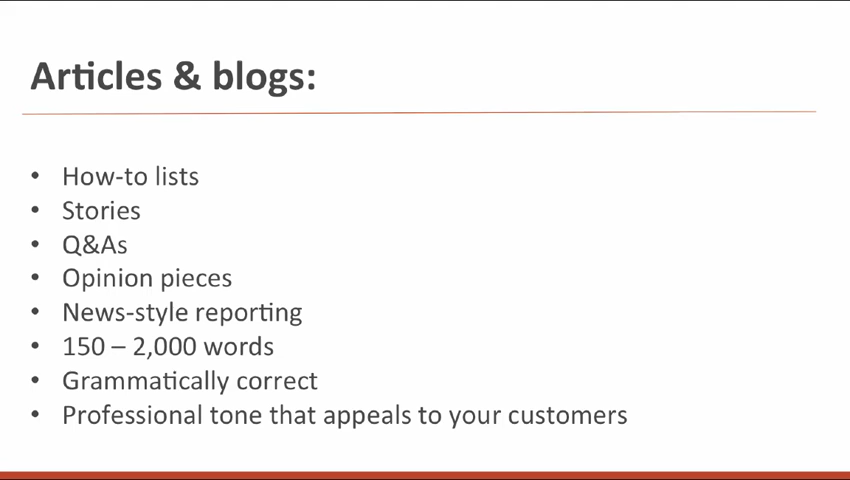 Articles & blogs:
• How-to lists
• Stories
• Q&As
• Opinion pieces
• News-style reporting
• 150 – 2,000 words
• Grammatically correct
• Professional tone that appeals to your customers